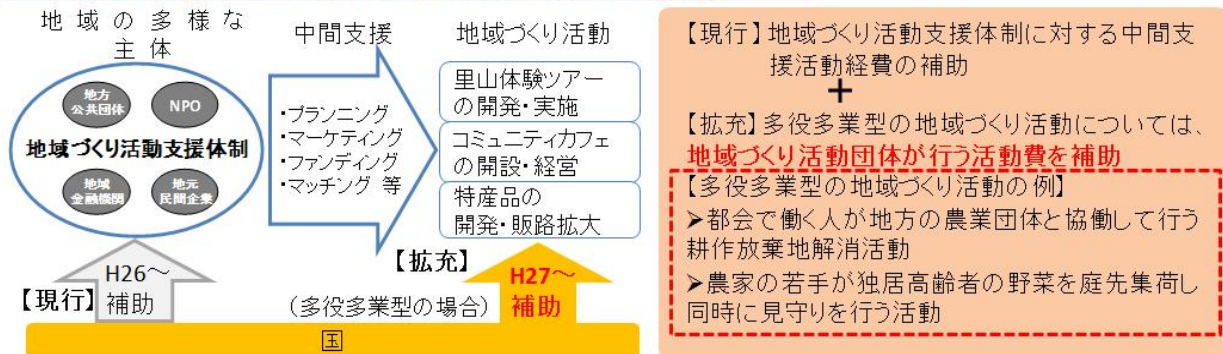 地域の多様な
主体
地方
公共団体
NPO
地域づくり活動支援体制
地域
金融機関
地元
民間企業
中間支援
・プランニング
・マーケティング
・ファンディング
・マッチング 等
地域づくり活動
里山体験ツアー
の開発・実施
コミュニティカフェ
の開設・経営
特産品の
開発・販路拡大
【現行】
H26～
補助
【拡充】
(多役多業型の場合)
H27～
補助
国
【現行】地域づくり活動支援体制に対する中間支
援活動経費の補助
+
【拡充】多役多業型の地域づくり活動については、
地域づくり活動団体が行う活動費を補助
【多役多業型の地域づくり活動の例】
➢都会で働く人が地方の農業団体と協働して行う
耕作放棄地解消活動
➢農家の若手が独居高齢者の野菜を庭先集荷し
同時に見守りを行う活動